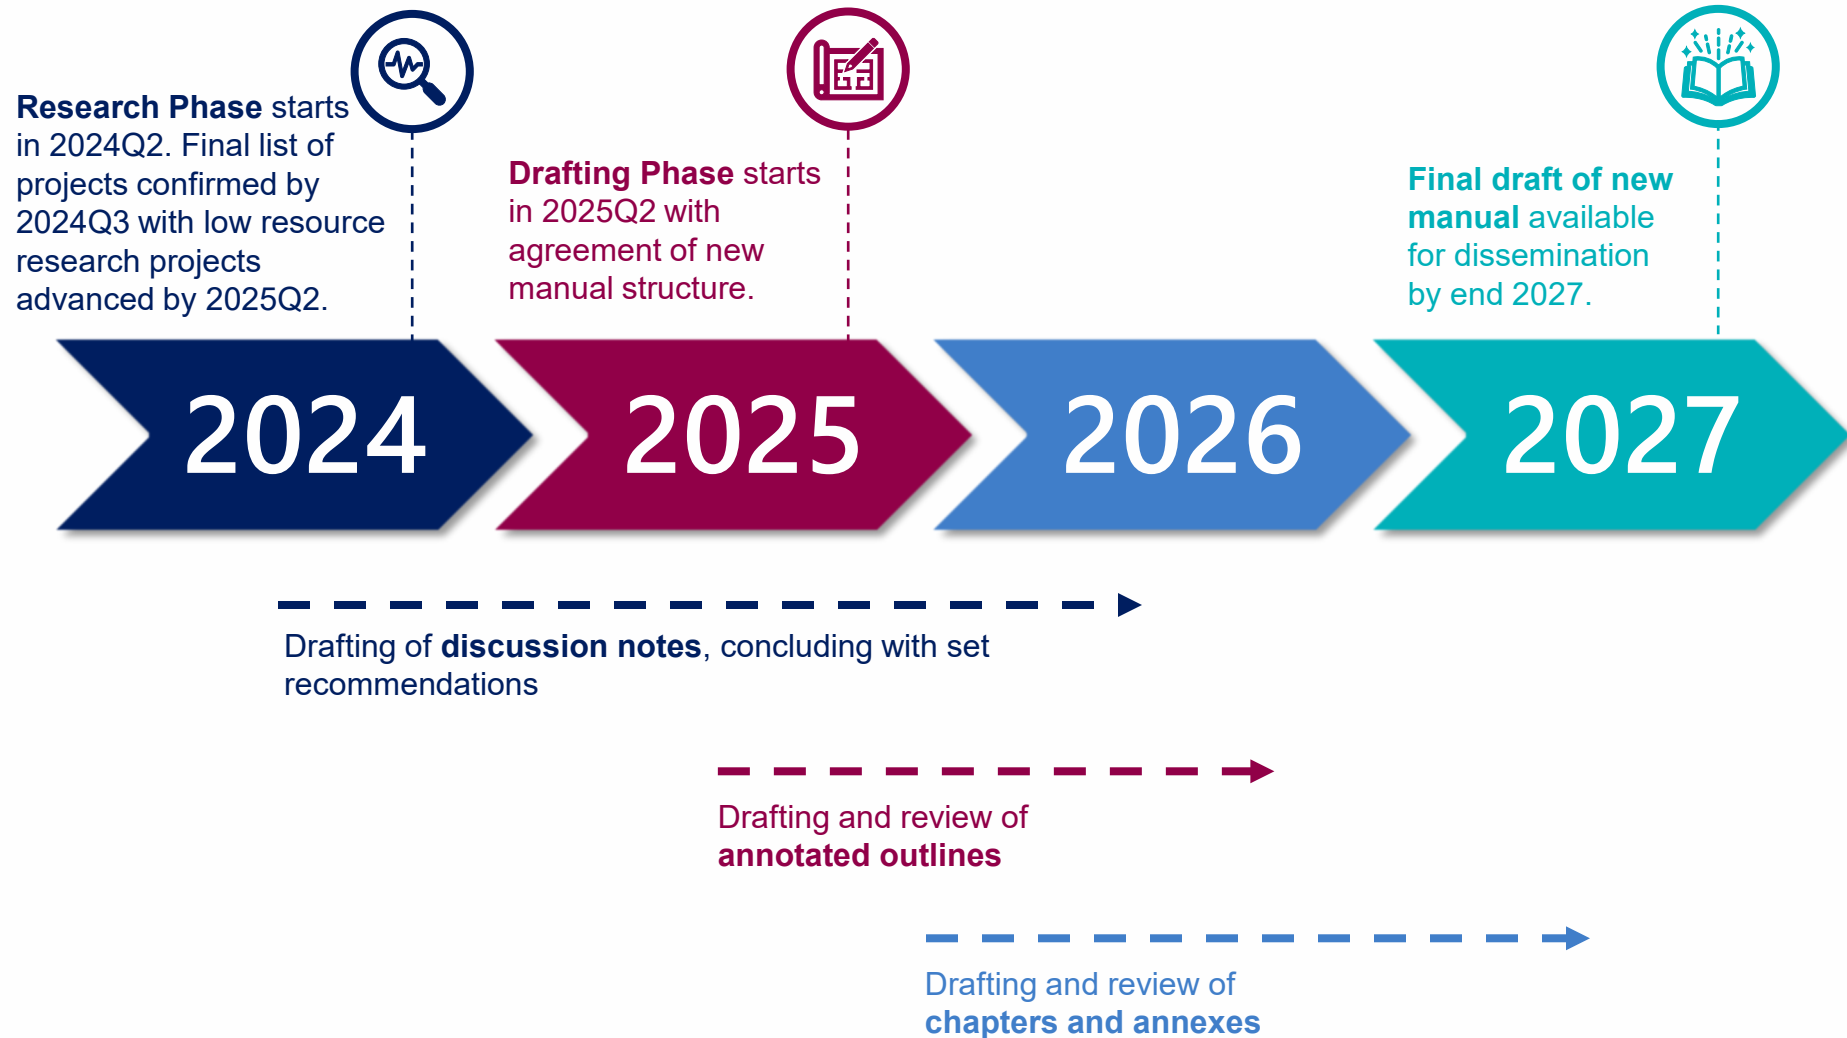 Research Phase starts
in 2024Q2. Final list of
projects confirmed by
2024Q3 with low resource
research projects
advanced by 2025Q2.
Drafting Phase starts
in 2025Q2 with
agreement of new
manual structure.
Final draft of new
manual available
for dissemination
by end 2027.
2024
2025
2026
2027
Drafting of discussion notes, concluding with set
recommendations
Drafting and review of
annotated outlines
Drafting and review of
chapters and annexes